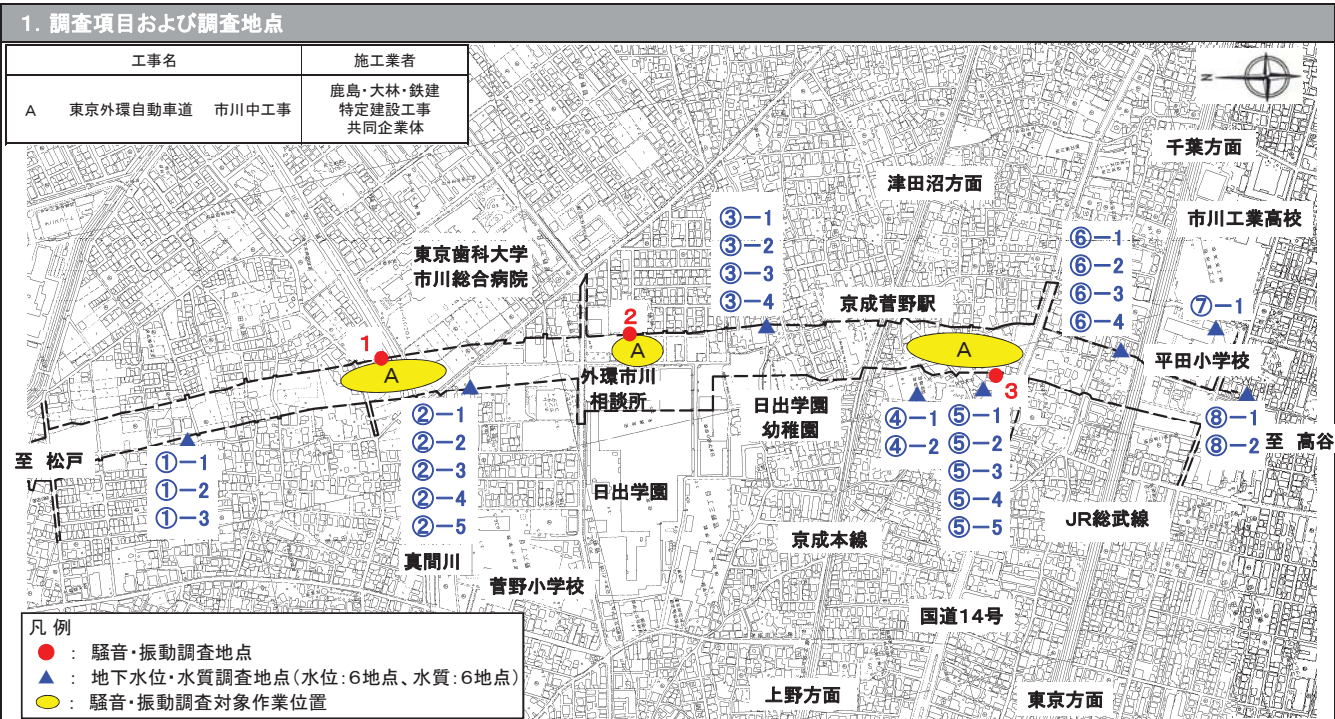 1. 調査項目および調査地点
工事名 施工業者
A 東京外環自動車道 市川中工事
鹿島・大林・鉄建
特定建設工事
共同企業体
N
千葉方面
津田沼方面
市川工業高校
東京歯科大学
市川総合病院
③-1
③-2
③-3
③-4
京成菅野駅
⑥-1
⑥-2
⑥-3
⑥-4
⑦-1
平田小学校
1
A
2
A
A
3
外環市川
相談所
日出学園
幼稚園
至 松戸
①-1
①-2
①-3
②-1
②-2
②-3
②-4
②-5
④-1
④-2
⑤-1
⑤-2
⑤-3
⑤-4
⑤-5
⑧-1
⑧-2
至 高谷
日出学園
JR総武線
京成本線
真間川
菅野小学校
国道14号
上野方面
東京方面
凡 例
: 騒音・振動調査地点
: 地下水位・水質調査地点(水位:6地点、水質:6地点)
: 騒音・振動調査対象作業位置